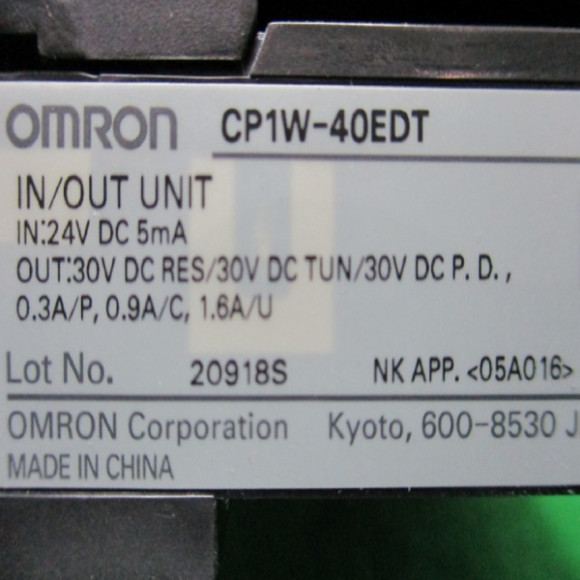 OMRON CP1W-40EDT
IN/OUT UNIT
IN:24V DC 5mA
OUT:30V DC RES/30V DC TUN/30V DC P. D. ,
0.3A/P, 0.9A/C, 1.6A/U
Lot No. 20918S NK APP. <05A016>
OMRON Corporation Kyoto, 600-8530 J
MADE IN CHINA